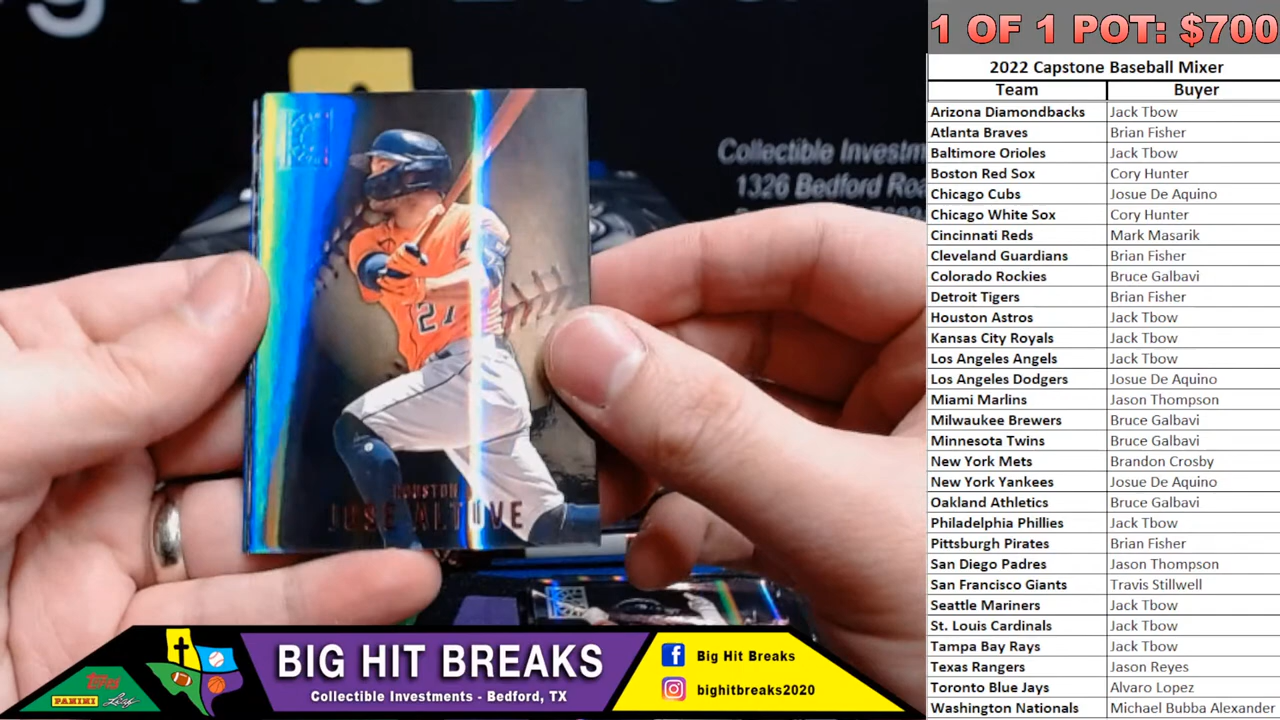 1 OF 1 POT: $700
2022 Capstone Baseball Mixer
Team Buyer
Arizona Diamondbacks Jack Tbow
Atlanta Braves Brian Fisher
Baltimore Orioles Jack Tbow
Boston Red Sox Cory Hunter
Chicago Cubs Josue De Aquino
Chicago White Sox Cory Hunter
Cincinnati Reds Mark Masarik
Cleveland Guardians Brian Fisher
Colorado Rockies Bruce Galbavi
Detroit Tigers Brian Fisher
Houston Astros Jack Tbow
Kansas City Royals Jack Tbow
Los Angeles Angels Jack Tbow
Los Angeles Dodgers Josue De Aquino
Miami Marlins Jason Thompson
Milwaukee Brewers Bruce Galbavi
Minnesota Twins Bruce Galbavi
New York Mets Brandon Crosby
New York Yankees Josue De Aquino
Oakland Athletics Bruce Galbavi
Philadelphia Phillies Jack Tbow
Pittsburgh Pirates Brian Fisher
San Diego Padres Jason Thompson
San Francisco Giants Travis Stillwell
Seattle Mariners Jack Tbow
St. Louis Cardinals Jack Tbow
Tampa Bay Rays Jack Tbow
Texas Rangers Jason Reyes
Toronto Blue Jays Alvaro Lopez
Washington Nationals Michael Bubba Alexander
Collectible Investm
1326 Bedford Roa
27
HOUSTON
JOSE ALTUVE
Topps
PANINI
Leaf
BIG HIT BREAKS
Collectible Investments - Bedford, TX
f Big Hit Breaks
bighitbreaks2020